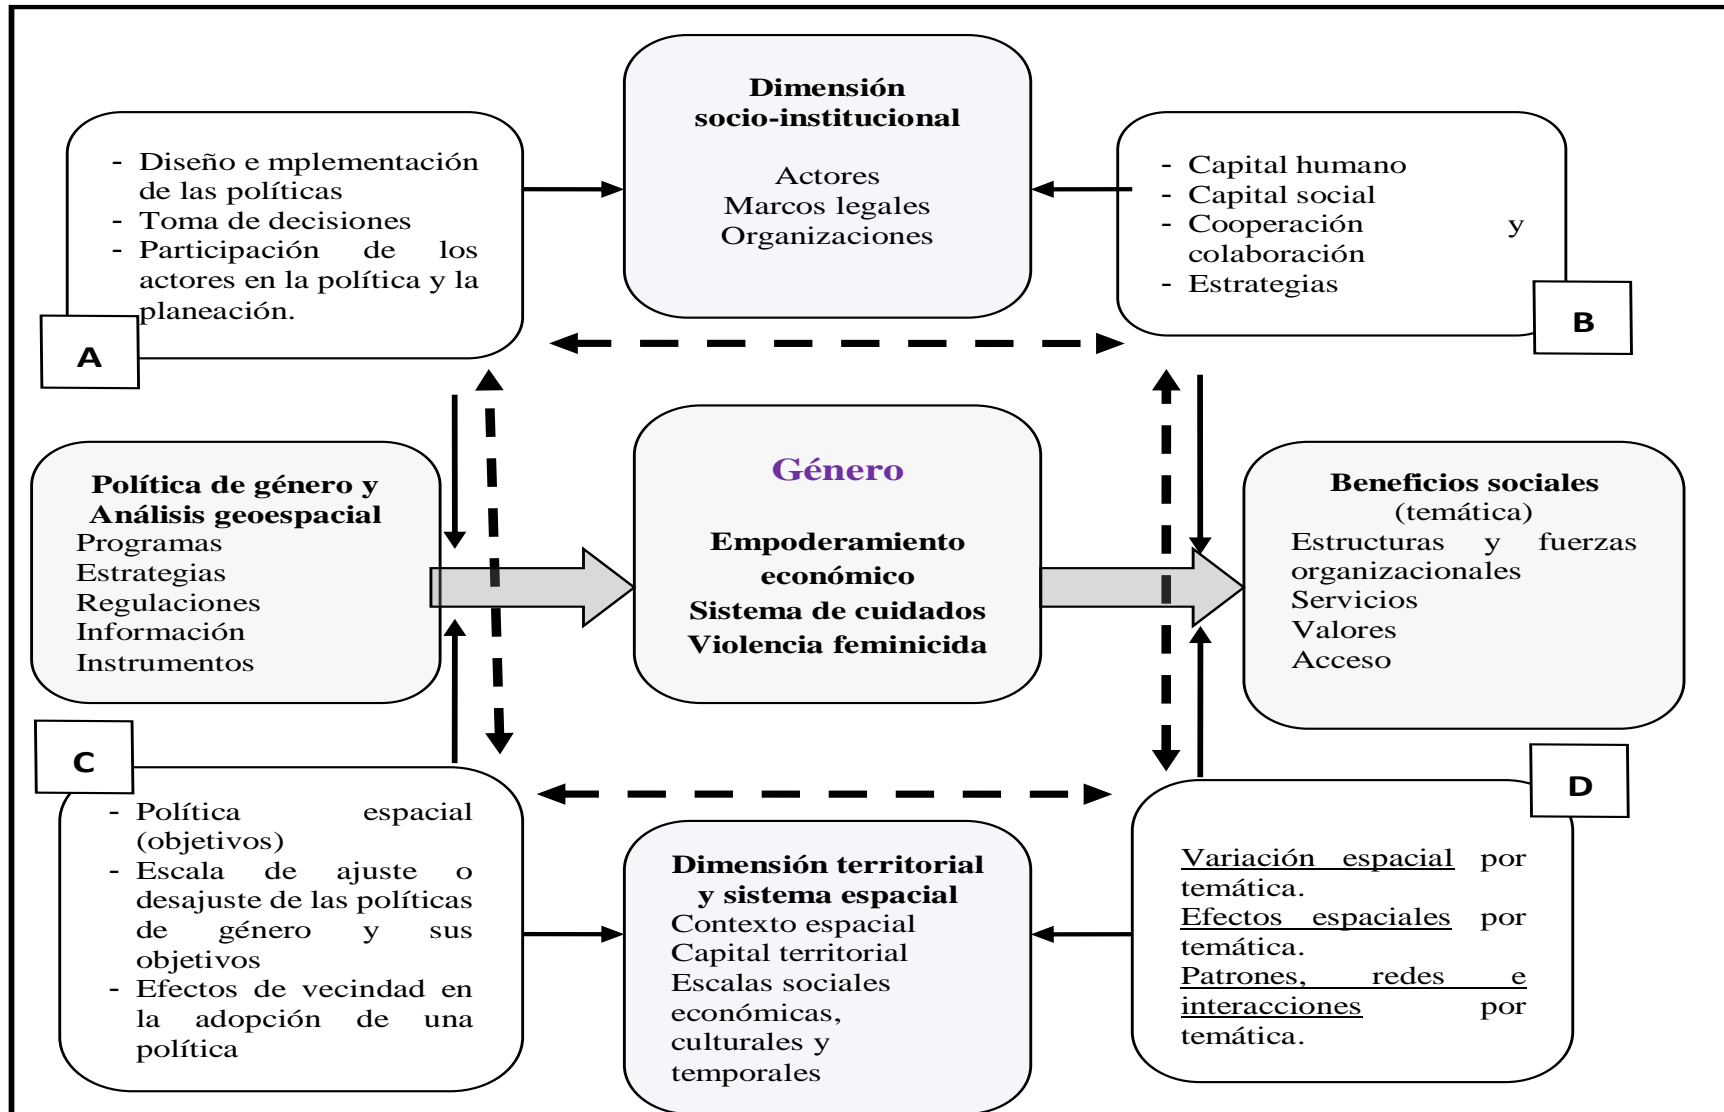 Dimensión
socio-institucional
Actores
Marcos legales
Organizaciones
- Diseño e mplementación
de las políticas
- Toma de decisiones
- Participación de los
actores en la política y la
planeación.
A
- Capital humano
- Capital social
- Cooperación y
colaboración
- Estrategias
B
Política de género y
Análisis geoespacial
Programas
Estrategias
Regulaciones
Información
Instrumentos
Género
Empoderamiento
económico
Sistema de cuidados
Violencia feminicida
Beneficios sociales
(temática)
Estructuras y fuerzas
organizacionales
Servicios
Valores
Acceso
C
- Política espacial
(objetivos)
- Escala de ajuste o
desajuste de las políticas
de género y sus
objetivos
- Efectos de vecindad en
la adopción de una
política
Dimensión territorial
y sistema espacial
Contexto espacial
Capital territorial
Escalas sociales
económicas,
culturales y
temporales
D
Variación espacial por
temática.
Efectos espaciales por
temática.
Patrones, redes e
interacciones por
temática.